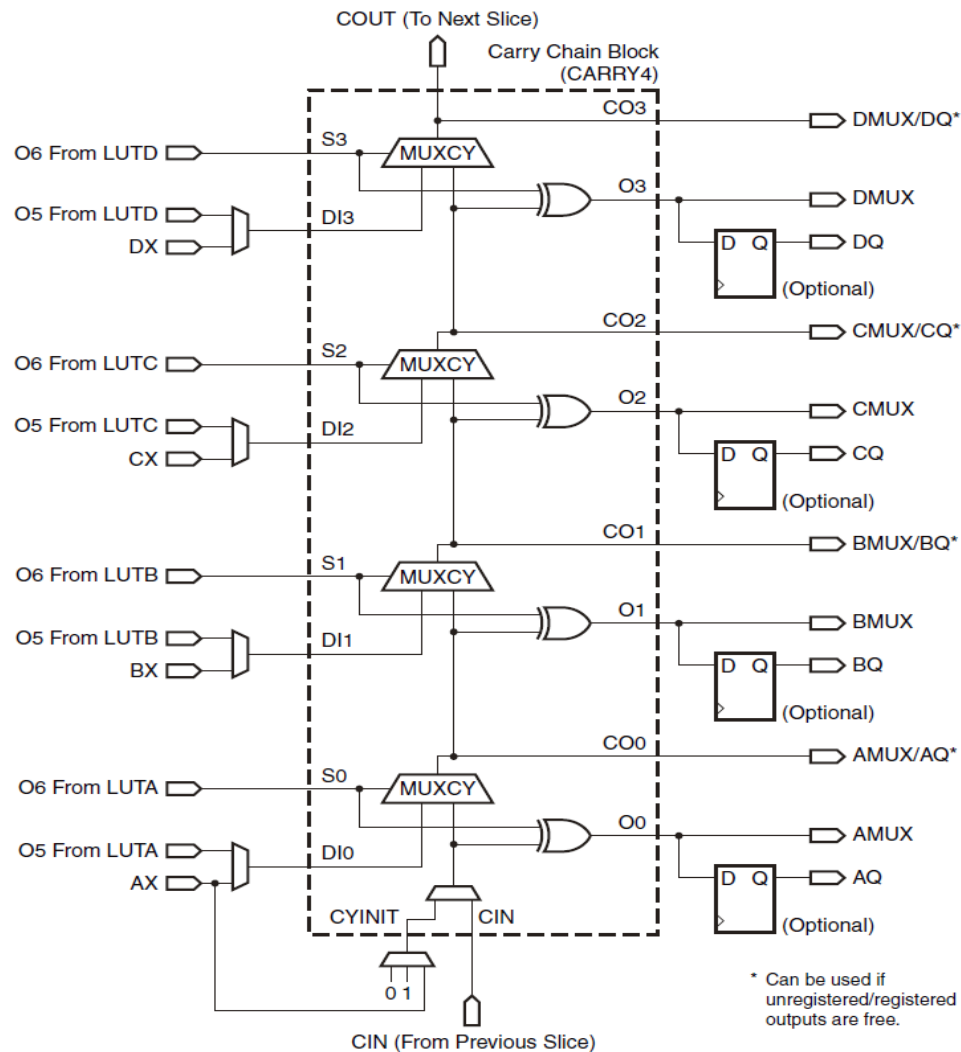 COUT (To Next Slice)
Carry Chain Block
(CARRY4)
CO3
DMUX/DQ*
S3
O6 From LUTD
MUXCY
O3
DMUX
O5 From LUTD
DI3
DX
D Q
DQ
(Optional)
CO2
CMUX/CQ*
S2
O6 From LUTC
MUXCY
O2
CMUX
O5 From LUTC
DI2
CX
D Q
CQ
(Optional)
CO1
BMUX/BQ*
S1
O6 From LUTB
MUXCY
O1
BMUX
O5 From LUTB
DI1
BX
D Q
BQ
(Optional)
CO0
AMUX/AQ*
S0
O6 From LUTA
MUXCY
O0
AMUX
O5 From LUTA
DI0
AX
D Q
AQ
CYINIT
CIN
(Optional)
0 1
* Can be used if
unregistered/registered
outputs are free.
CIN (From Previous Slice)